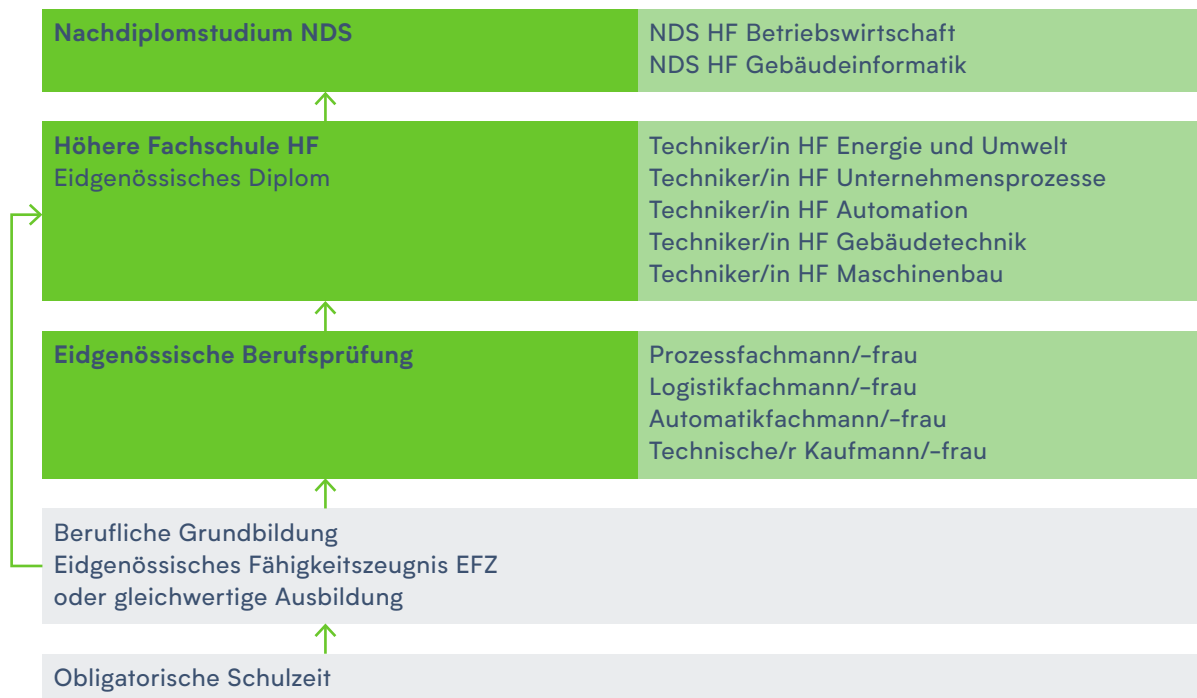 Nachdiplomstudium NDS
NDS HF Betriebswirtschaft
NDS HF Gebäudeinformatik
Höhere Fachschule HF
Eidgenössisches Diplom
Techniker/in HF Energie und Umwelt
Techniker/in HF Unternehmensprozesse
Techniker/in HF Automation
Techniker/in HF Gebäudetechnik
Techniker/in HF Maschinenbau
Eidgenössische Berufsprüfung
Prozessfachmann/-frau
Logistikfachmann/-frau
Automatikfachmann/-frau
Technische/r Kaufmann/-frau
Berufliche Grundbildung
Eidgenössisches Fähigkeitszeugnis EFZ
oder gleichwertige Ausbildung
Obligatorische Schulzeit